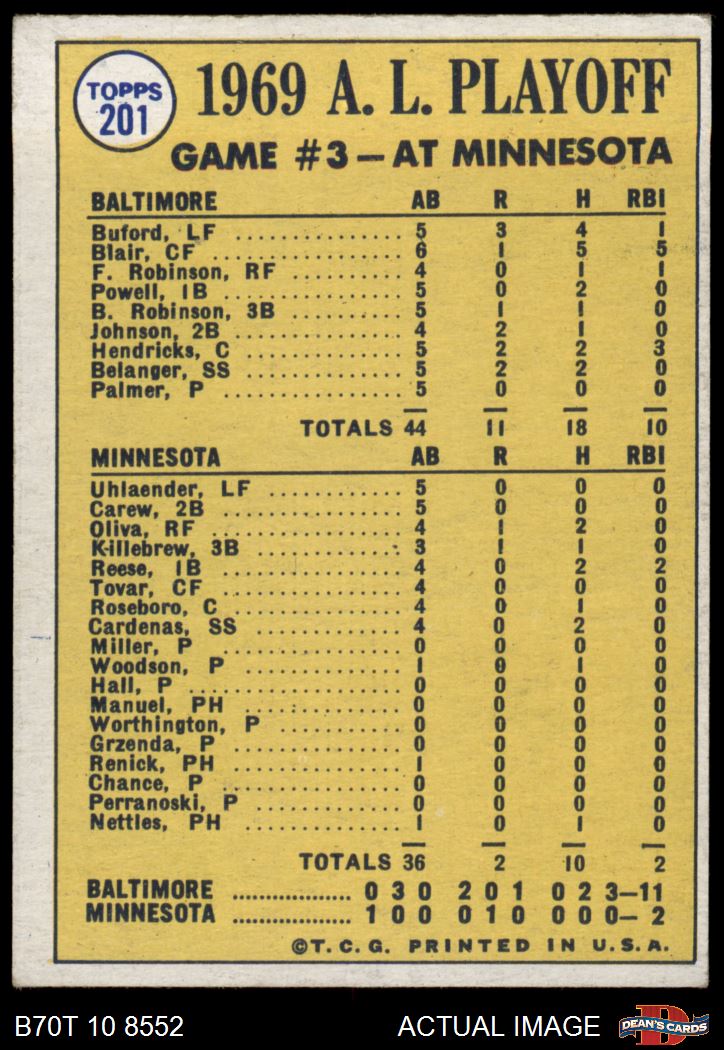 TOPPS
201
1969 A. L. PLAYOFF
GAME #3 — AT MINNESOTA
BALTIMORE AB R H RBI
Buford, LF .................... 5 3 4 1
Blair, CF .................... 6 1 5 5
F. Robinson, RF .............. 4 0 1 1
Powell, 1B .................... 5 0 2 0
B. Robinson, 3B .............. 5 1 1 0
Johnson, 2B .................... 4 2 1 0
Hendricks, C .................... 5 2 2 3
Belanger, SS .................... 5 2 2 0
Palmer, P .................... 5 0 0 0
TOTALS 44 11 18 10
MINNESOTA AB R H RBI
Uhlaender, LF .............. 5 0 0 0
Carew, 2B .................... 5 0 0 0
Oliva, RF .................... 4 1 2 0
Killebrew, 3B .............. 3 1 1 0
Reese, 1B .................... 4 0 2 2
Tovar, CF .................... 4 0 0 0
Roseboro, C .................... 4 0 1 0
Cardenas, SS .............. 4 0 2 0
Miller, P .................... 0 0 0 0
Woodson, P .................... 1 0 1 0
Hall, P .................... 0 0 0 0
Manuel, PH .................... 0 0 0 0
Worthington, P .............. 0 0 0 0
Grzenda, P .................... 0 0 0 0
Renick, PH .................... 1 0 0 0
Chance, P .................... 0 0 0 0
Perranoski, P .............. 0 0 0 0
Nettles, PH .................... 1 0 1 0
TOTALS 36 2 10 2
BALTIMORE .................. 0 3 0 2 0 1 0 2 3—11
MINNESOTA .................. 1 0 0 0 1 0 0 0 0— 2
©T. C. G. PRINTED IN U. S. A.
B70T 10 8552 ACTUAL IMAGE DEAN'S CARDS